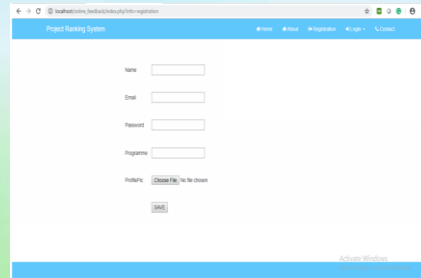 localhost/online_feedback/index.php?info=registration
Project Ranking System
Home About Registration Login Contact
Name
Email
Password
Programme
ProfilePic Choose File No file chosen
SAVE
Activate Windows